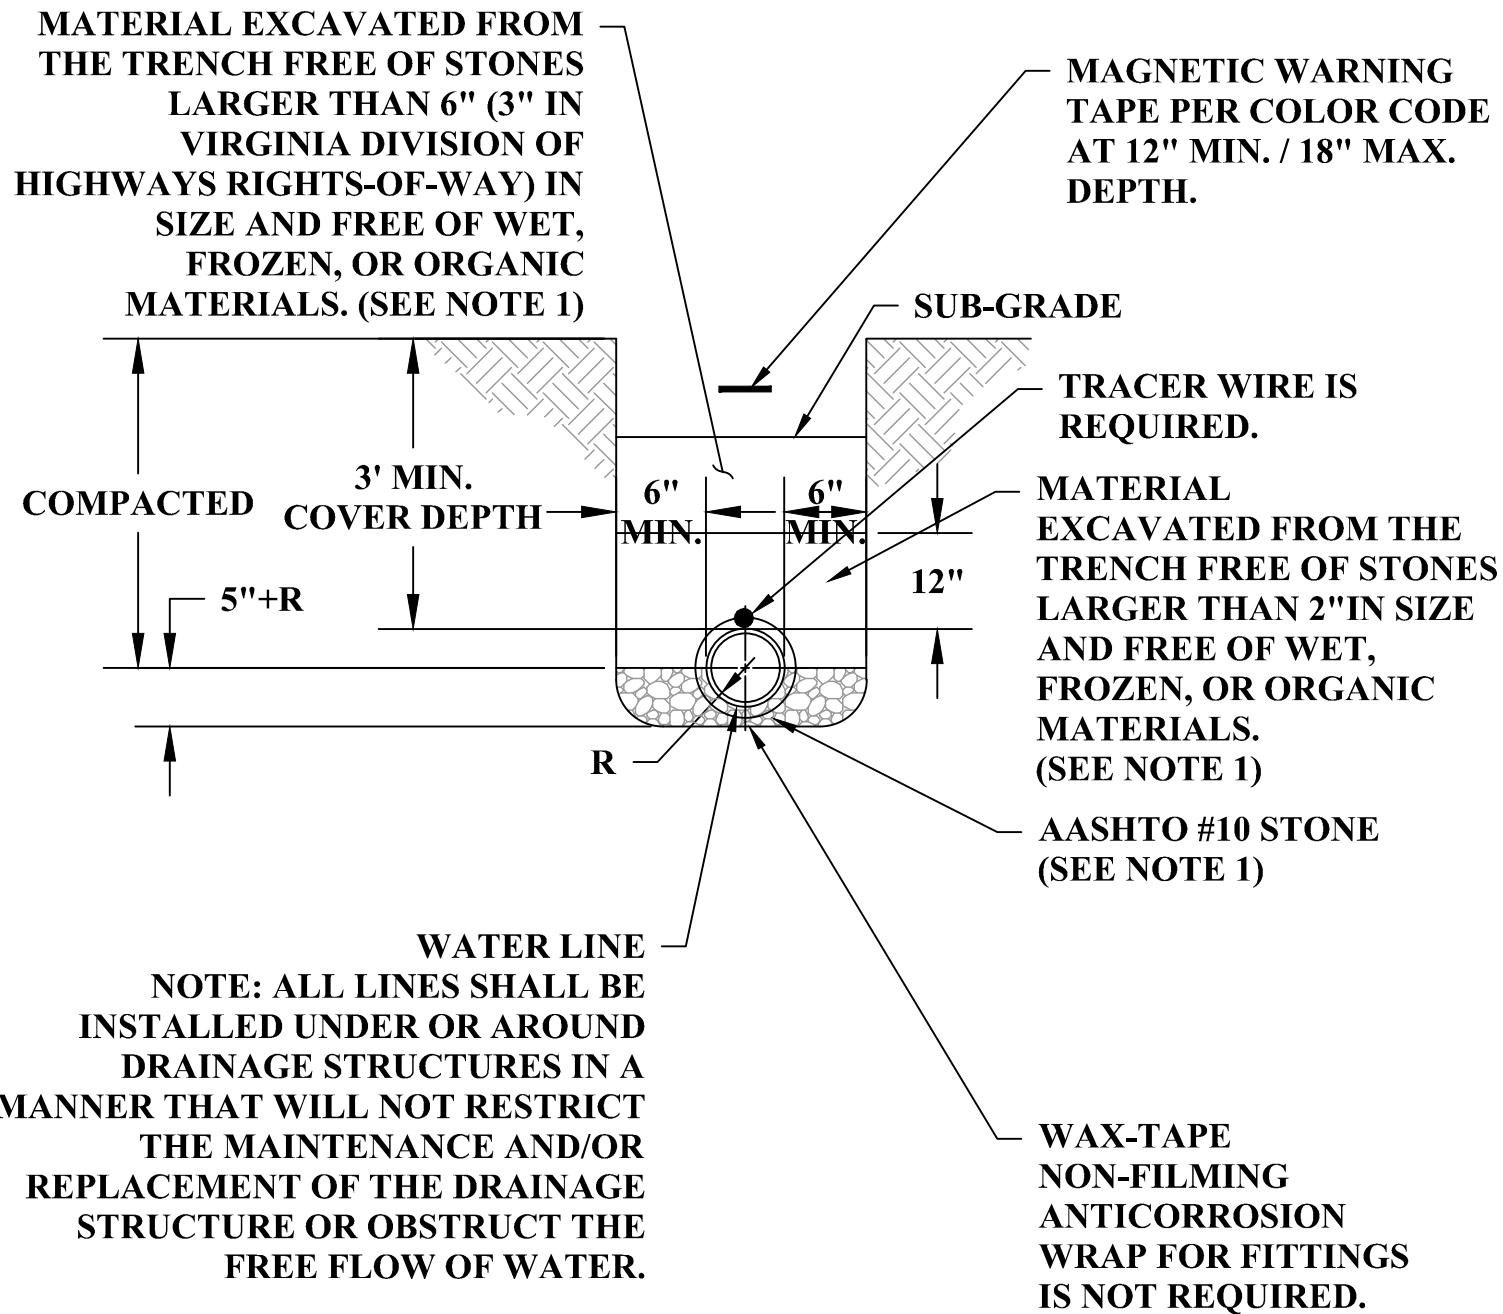 MATERIAL EXCAVATED FROM
THE TRENCH FREE OF STONES
LARGER THAN 6" (3" IN
VIRGINIA DIVISION OF
HIGHWAYS RIGHTS-OF-WAY) IN
SIZE AND FREE OF WET,
FROZEN, OR ORGANIC
MATERIALS. (SEE NOTE 1)
MAGNETIC WARNING
TAPE PER COLOR CODE
AT 12" MIN. / 18" MAX.
DEPTH.
SUB-GRADE
TRACER WIRE IS
REQUIRED.
COMPACTED
3' MIN.
COVER DEPTH
6"
MIN.
6"
MIN.
12"
5"+R
R
MATERIAL
EXCAVATED FROM THE
TRENCH FREE OF STONES
LARGER THAN 2"IN SIZE
AND FREE OF WET,
FROZEN, OR ORGANIC
MATERIALS.
(SEE NOTE 1)
AASHTO #10 STONE
(SEE NOTE 1)
WATER LINE
NOTE: ALL LINES SHALL BE
INSTALLED UNDER OR AROUND
DRAINAGE STRUCTURES IN A
MANNER THAT WILL NOT RESTRICT
THE MAINTENANCE AND/OR
REPLACEMENT OF THE DRAINAGE
STRUCTURE OR OBSTRUCT THE
FREE FLOW OF WATER.
WAX-TAPE
NON-FILMING
ANTICORROSION
WRAP FOR FITTINGS
IS NOT REQUIRED.